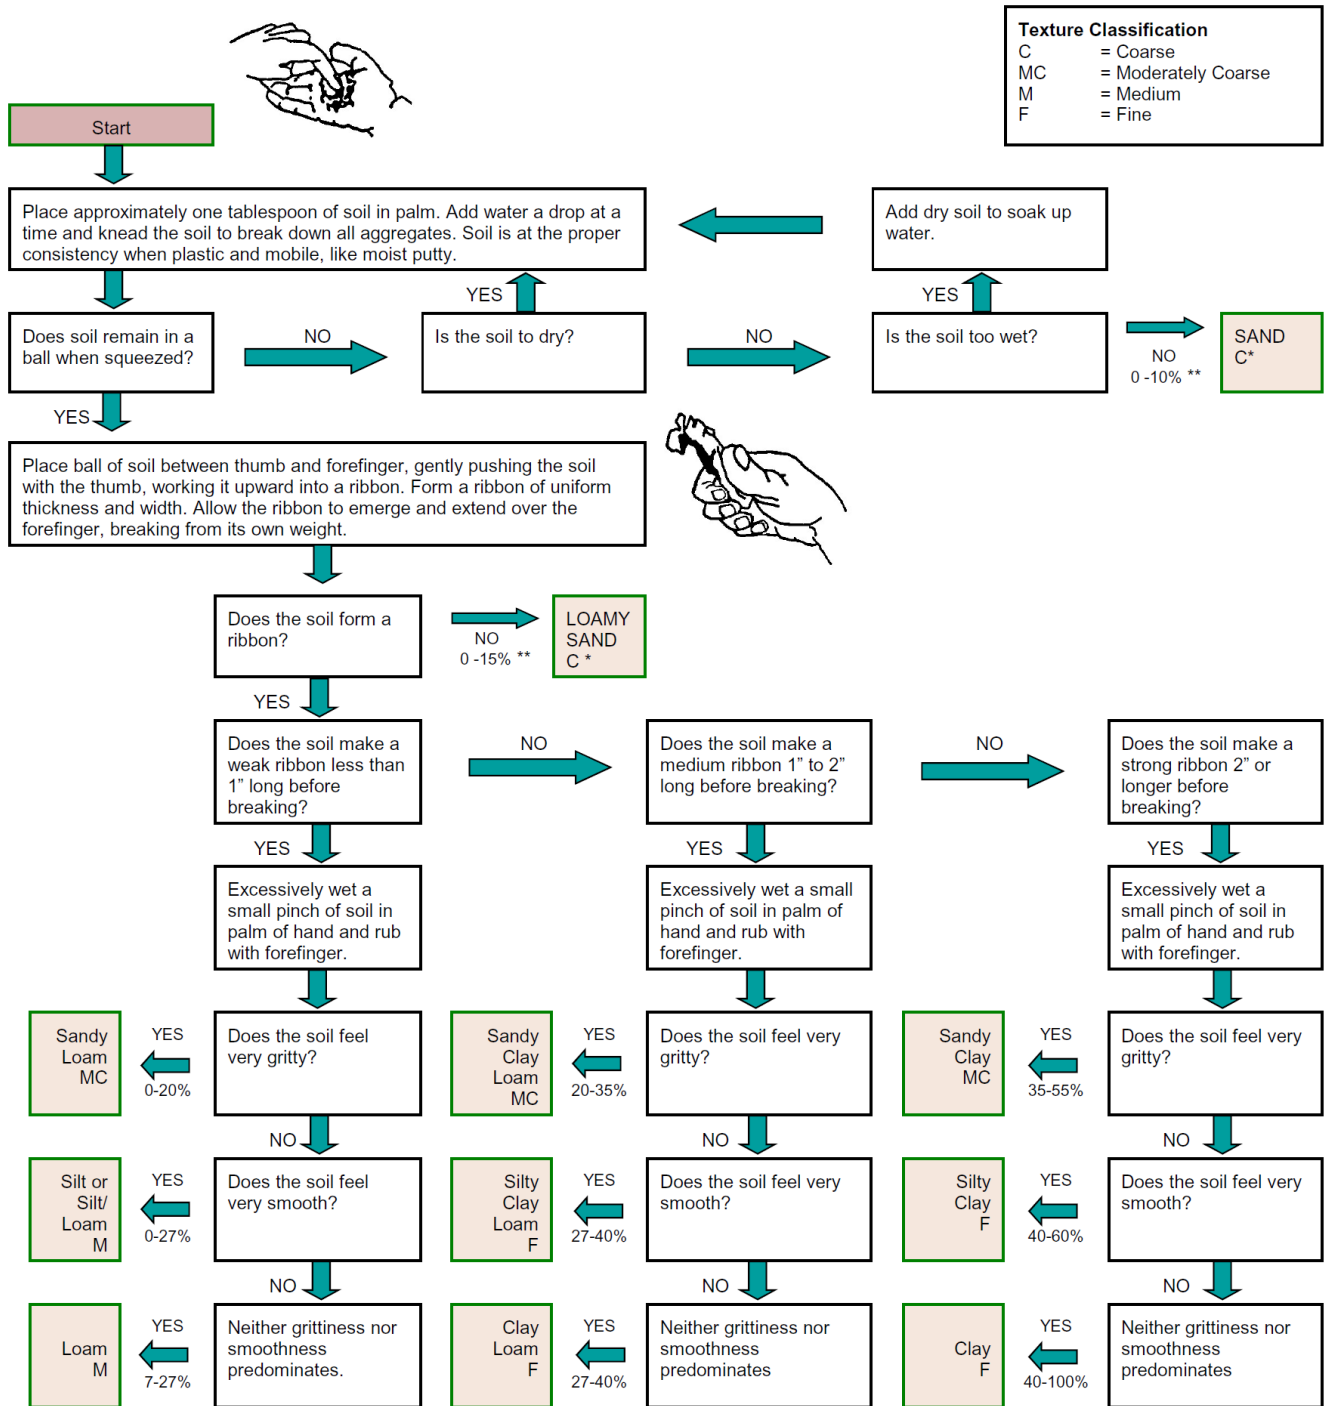 Texture Classification
C = Coarse
MC = Moderately Coarse
M = Medium
F = Fine
Start
Place approximately one tablespoon of soil in palm. Add water a drop at a
time and knead the soil to break down all aggregates. Soil is at the proper
consistency when plastic and mobile, like moist putty.
Add dry soil to soak up
water.
YES
YES
Does soil remain in a
ball when squeezed?
NO
Is the soil to dry?
NO
Is the soil too wet?
NO
0 -10% **
SAND
C*
YES
Place ball of soil between thumb and forefinger, gently pushing the soil
with the thumb, working it upward into a ribbon. Form a ribbon of uniform
thickness and width. Allow the ribbon to emerge and extend over the
forefinger, breaking from its own weight.
Does the soil form a
ribbon?
NO
0 -15% **
LOAMY
SAND
C *
YES
Does the soil make a
weak ribbon less than
1” long before
breaking?
NO
Does the soil make a
medium ribbon 1” to 2”
long before breaking?
NO
Does the soil make a
strong ribbon 2” or
longer before
breaking?
YES
YES
YES
Excessively wet a
small pinch of soil in
palm of hand and rub
with forefinger.
Excessively wet a small
pinch of soil in palm of
hand and rub with
forefinger.
Excessively wet a
small pinch of soil in
palm of hand and rub
with forefinger.
Sandy
Loam
MC
YES
0-20%
Does the soil feel
very gritty?
Sandy
Clay
Loam
MC
YES
20-35%
Does the soil feel very
gritty?
Sandy
Clay
MC
YES
35-55%
Does the soil feel very
gritty?
NO
NO
NO
Silt or
Silt/
Loam
M
YES
0-27%
Does the soil feel
very smooth?
Silty
Clay
Loam
F
YES
27-40%
Does the soil feel very
smooth?
Silty
Clay
F
YES
40-60%
Does the soil feel very
smooth?
NO
NO
NO
Loam
M
YES
7-27%
Neither grittiness nor
smoothness
predominates.
Clay
Loam
F
YES
27-40%
Neither grittiness nor
smoothness
predominates
Clay
F
YES
40-100%
Neither grittiness nor
smoothness
predominates